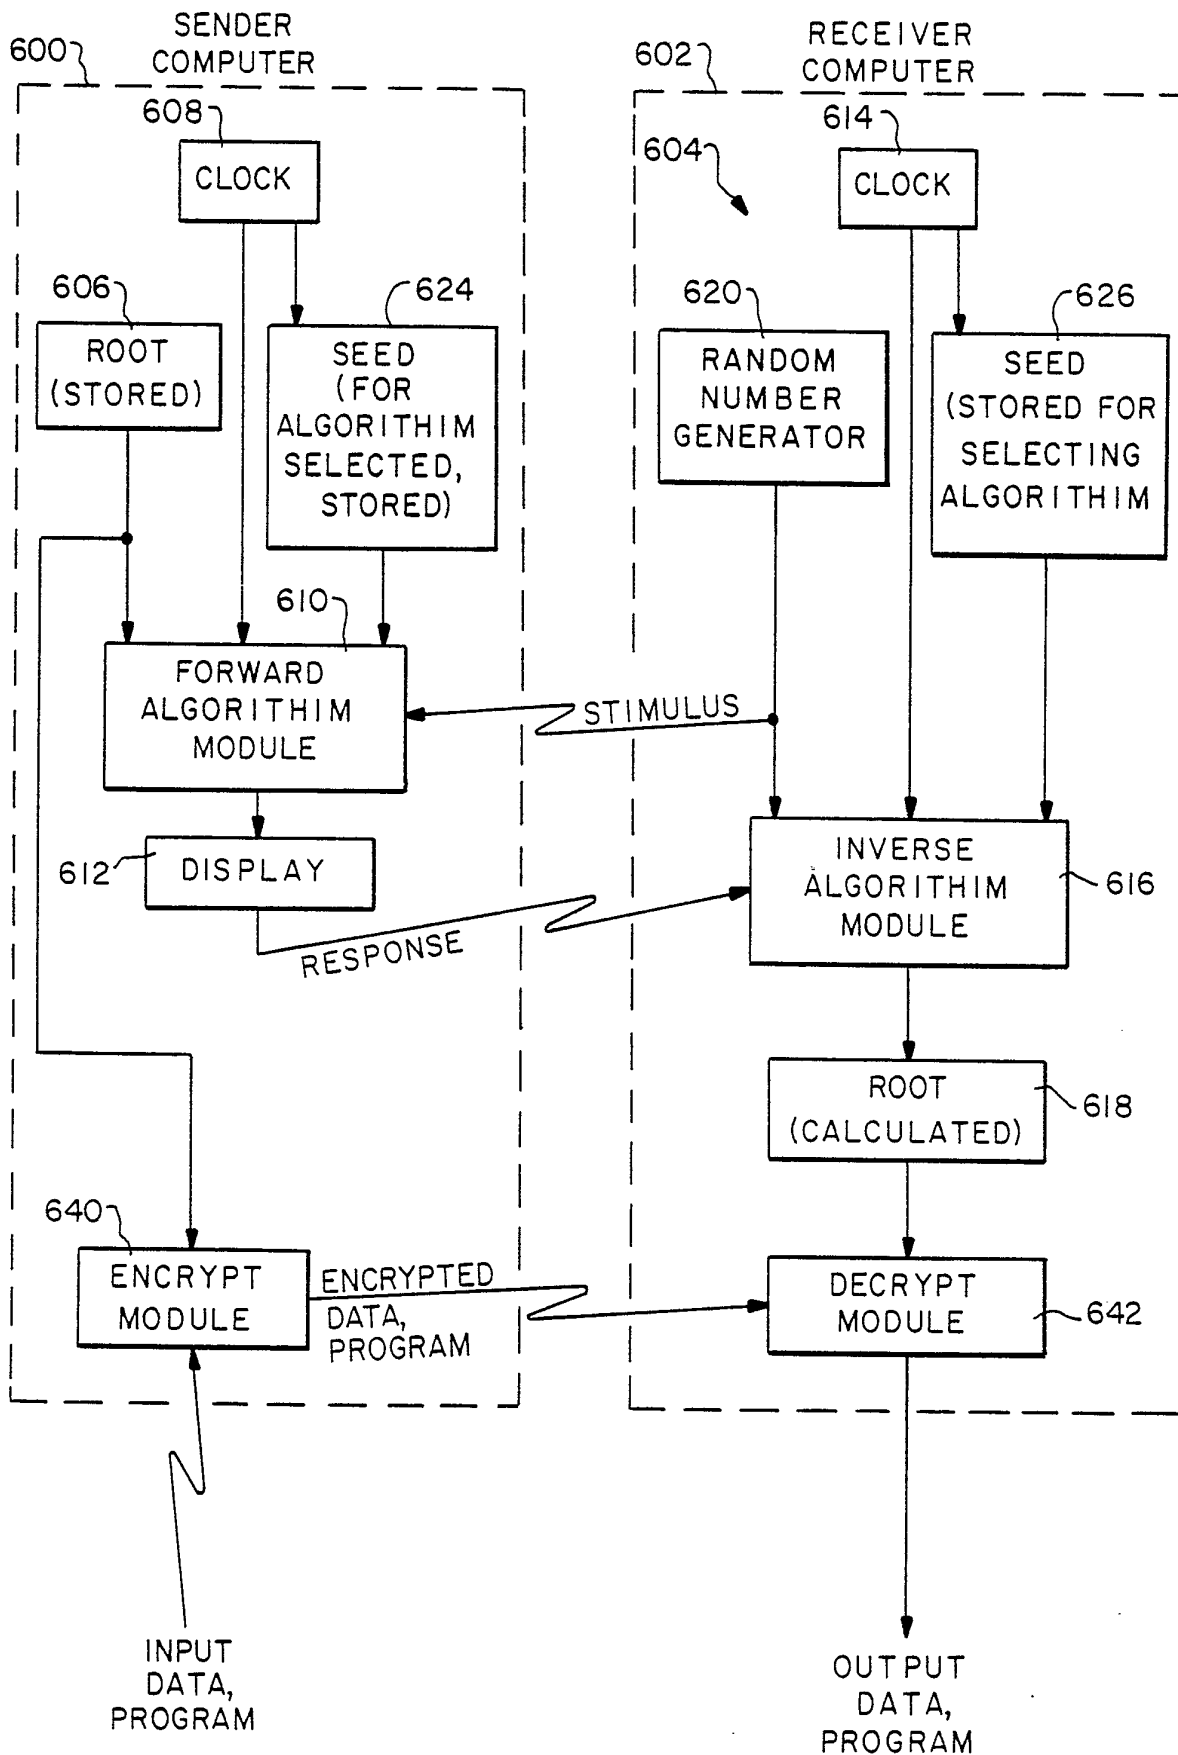 SENDER
COMPUTER
600
608
CLOCK
606
ROOT
(STORED)
624
SEED
(FOR
ALGORITHIM
SELECTED,
STORED)
610
FORWARD
ALGORITHIM
MODULE
612
DISPLAY
STIMULUS
RESPONSE
640
ENCRYPT
MODULE
ENCRYPTED
DATA,
PROGRAM
INPUT
DATA,
PROGRAM
RECEIVER
COMPUTER
602
604
614
CLOCK
620
RANDOM
NUMBER
GENERATOR
626
SEED
(STORED FOR
SELECTING
ALGORITHIM
INVERSE
ALGORITHIM
MODULE
616
ROOT
(CALCULATED)
618
DECRYPT
MODULE
642
OUTPUT
DATA,
PROGRAM